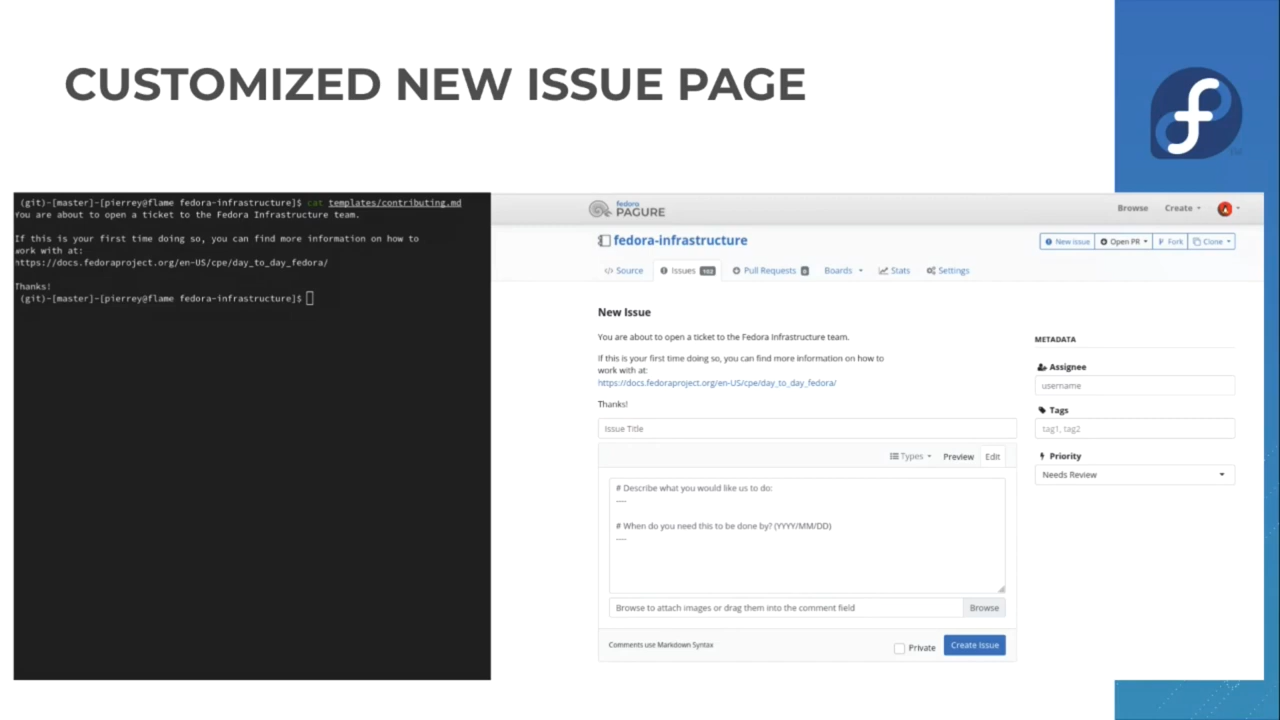 CUSTOMIZED NEW ISSUE PAGE
(git)-[master]-[pierrey@flame fedora-infrastructure]$ cat templates/contributing.md
You are about to open a ticket to the Fedora Infrastructure team.
If this is your first time doing so, you can find more information on how to
work with at:
https://docs.fedoraproject.org/en-US/cpe/day_to_day_fedora/
Thanks!
(git)-[master]-[pierrey@flame fedora-infrastructure]$
fedora
PAGURE
Browse Create
fedora-infrastructure
New issue Open PR Fork Clone
</> Source Issues 102 Pull Requests 6 Boards Stats Settings
New Issue
You are about to open a ticket to the Fedora Infrastructure team.
If this is your first time doing so, you can find more information on how to
work with at:
https://docs.fedoraproject.org/en-US/cpe/day_to_day_fedora/
Thanks!
Issue Title
Types Preview Edit
# Describe what you would like us to do:
----
# When do you need this to be done by? (YYYY/MM/DD)
----
Browse to attach images or drag them into the comment field Browse
Comments use Markdown Syntax
Private Create Issue
METADATA
Assignee
username
Tags
tag1, tag2
Priority
Needs Review